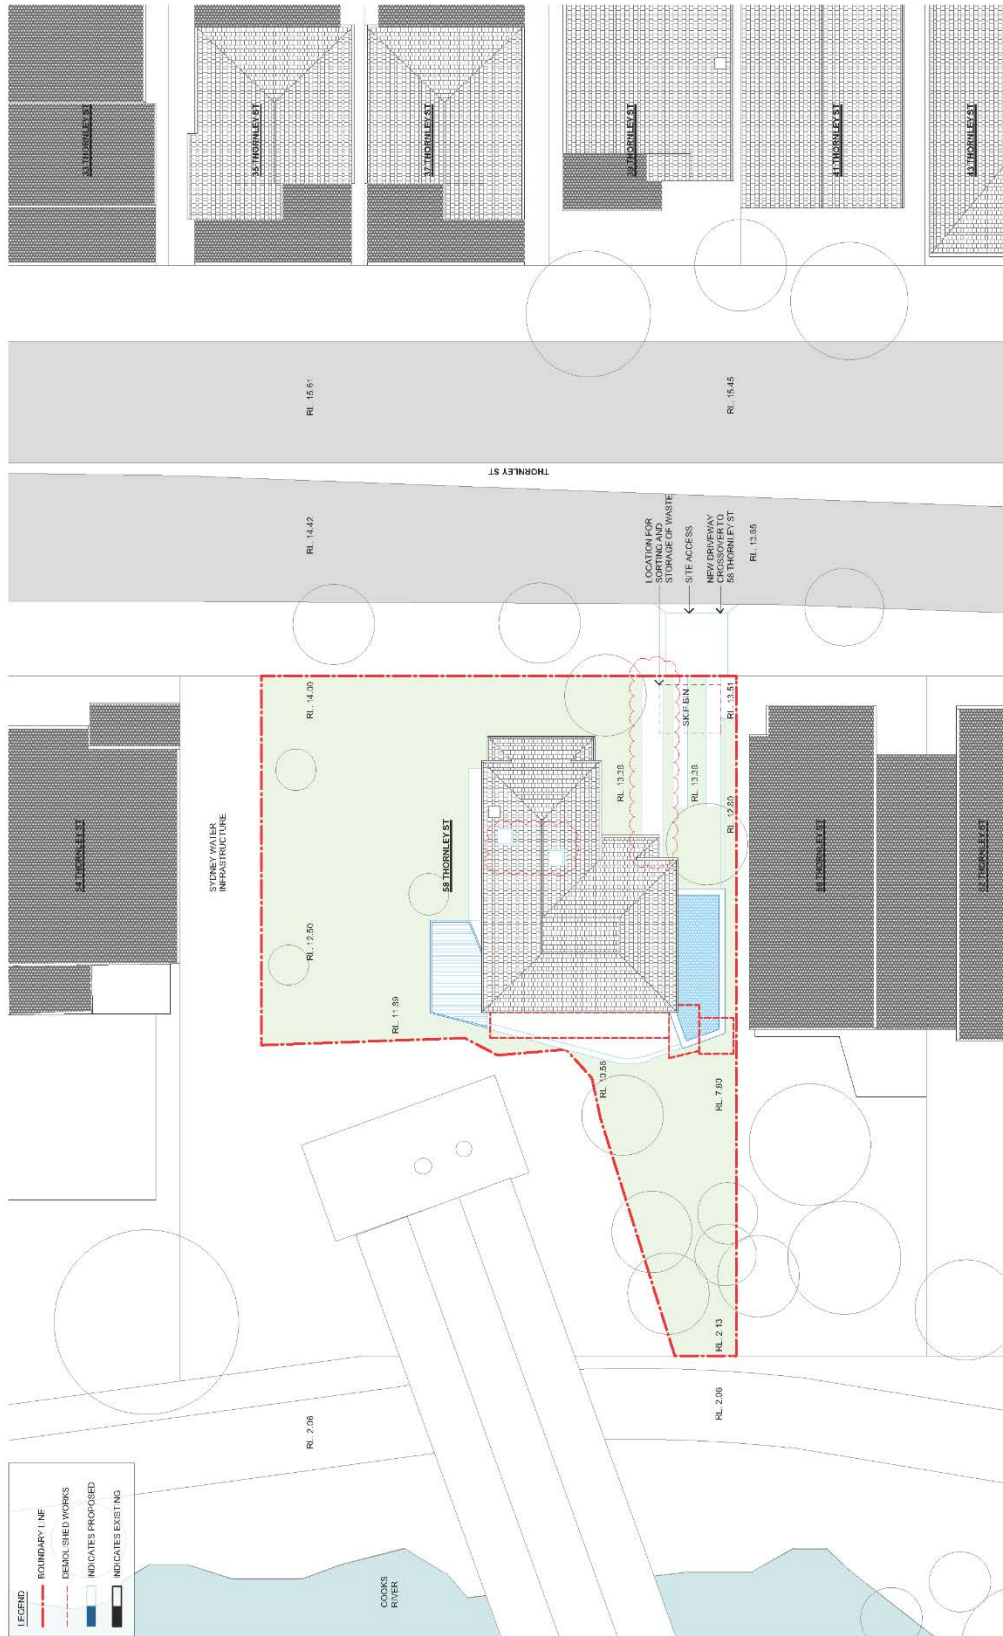 33 THORNLEY ST
35 THORNLEY ST
37 THORNLEY ST
39 THORNLEY ST
41 THORNLEY ST
43 THORNLEY ST
RL. 15.61
RL. 15.45
THORNLEY ST
RL. 14.42
LOCATION FOR
SORTING AND
STORAGE OF WASTE
SITE ACCESS
NEW DRIVEWAY
CROSSOVER TO
58 THORNLEY ST
RL. 13.65
RL. 14.00
SKIP BIN
RL. 13.51
RL. 13.38
RL. 13.38
RL. 12.80
54 THORNLEY ST
SYDNEY WATER
INFRASTRUCTURE
58 THORNLEY ST
60 THORNLEY ST
62 THORNLEY ST
RL. 12.50
RL. 11.89
RL. 10.56
RL. 7.80
RL. 2.13
RL. 2.06
RL. 2.06
LEGEND
BOUNDARY LINE
DEMOLISHED WORKS
INDICATES PROPOSED
INDICATES EXISTING
COOKS
RIVER